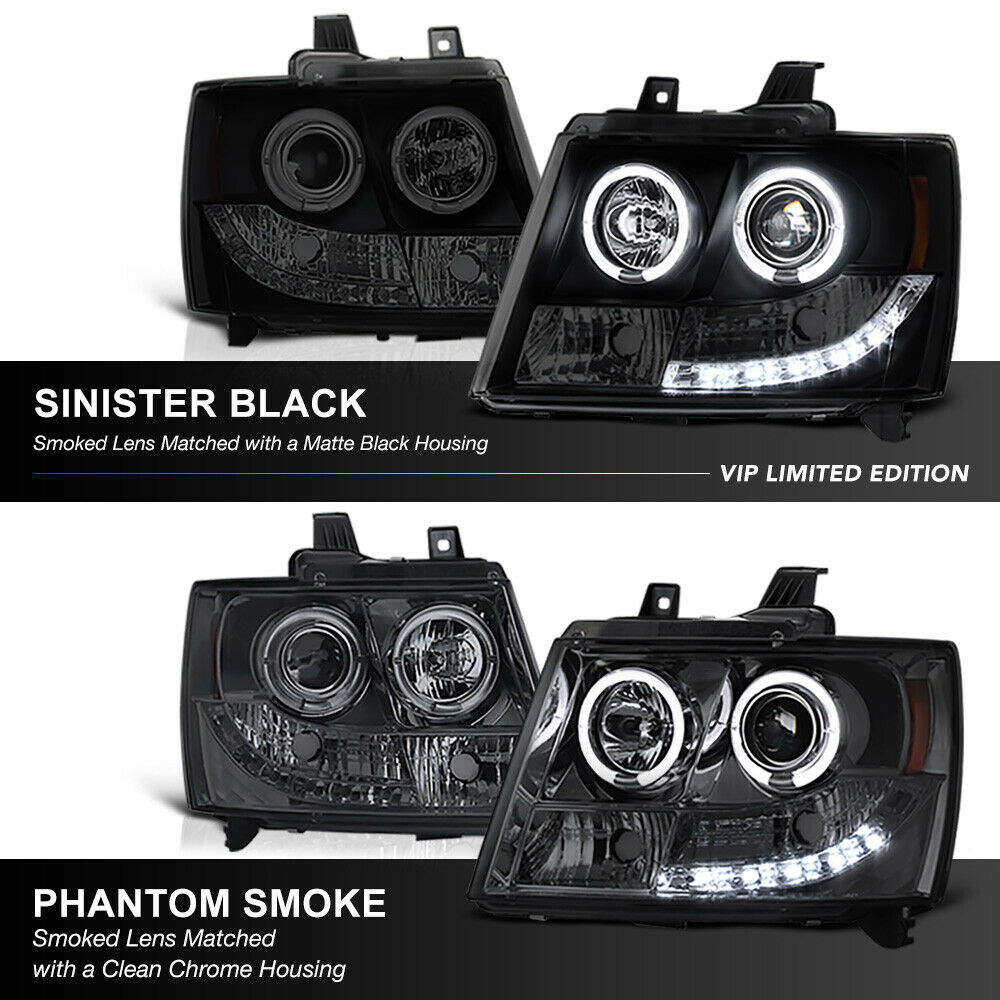 SINISTER BLACK
Smoked Lens Matched with a Matte Black Housing
VIP LIMITED EDITION
PHANTOM SMOKE
Smoked Lens Matched
with a Clean Chrome Housing